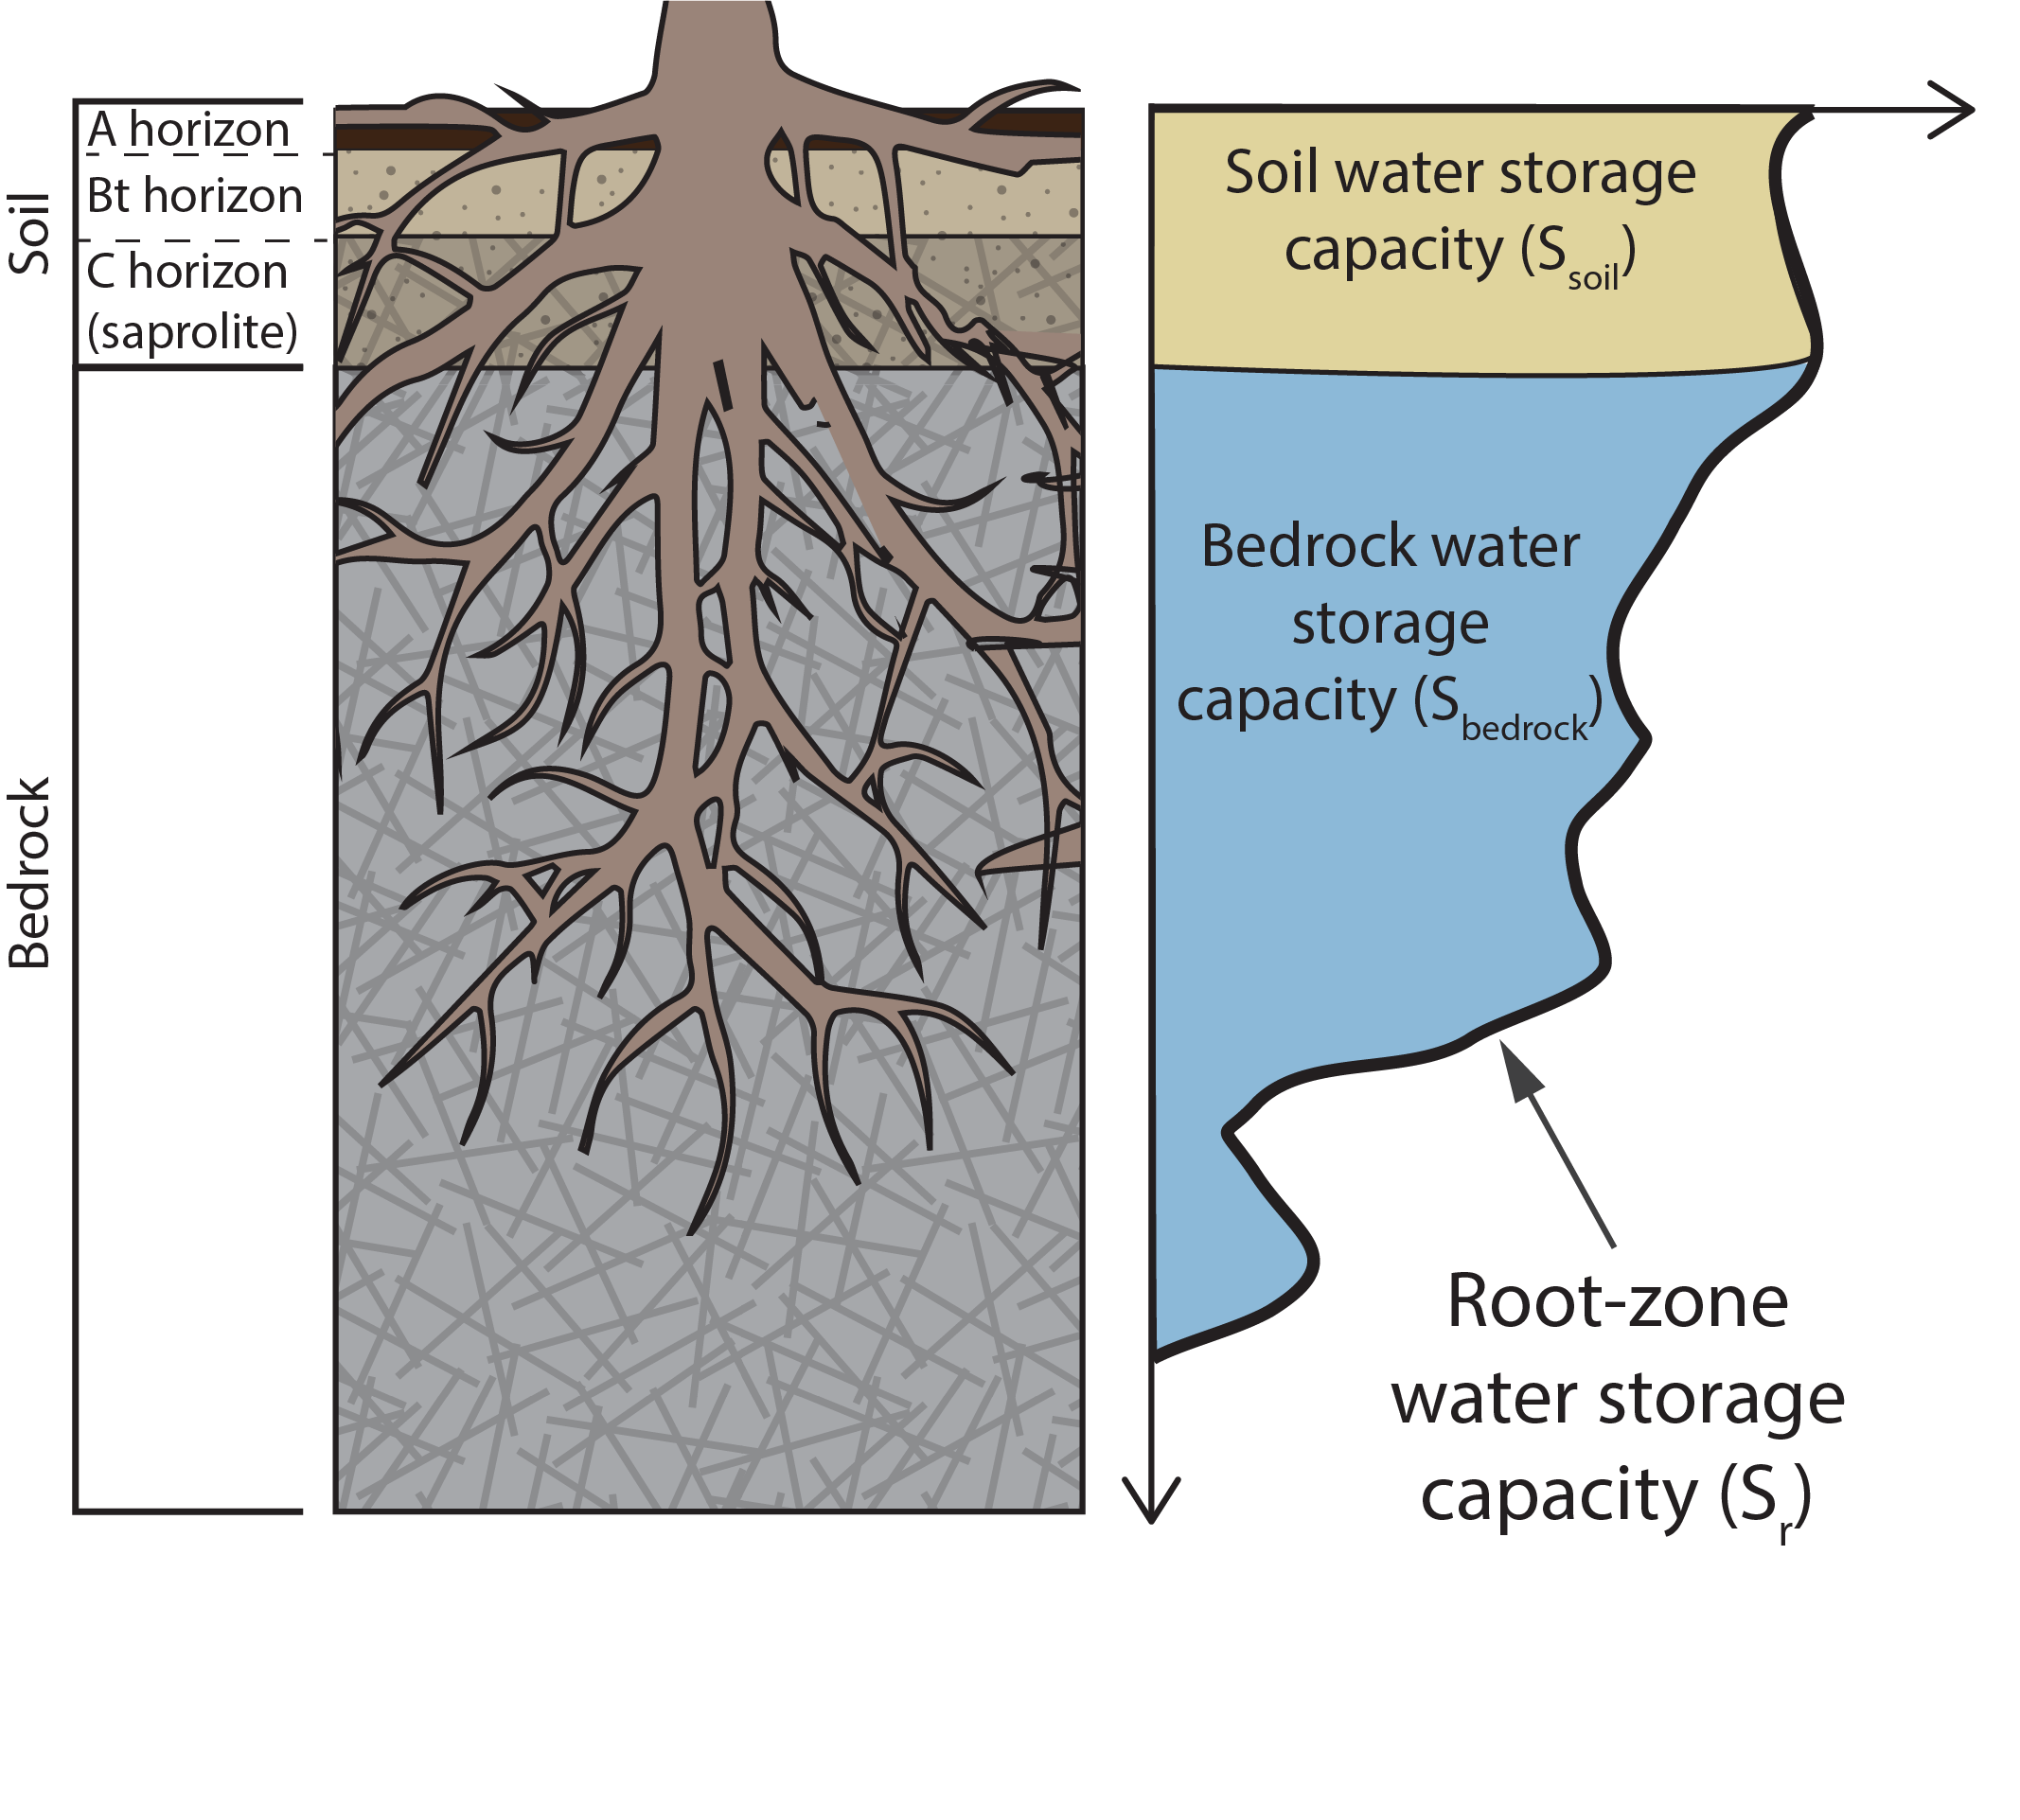 Soil
A horizon
Bt horizon
C horizon
(saprolite)
Bedrock
Soil water storage
capacity (Ssoil)
Bedrock water
storage
capacity (Sbedrock)
Root-zone
water storage
capacity (Sr)